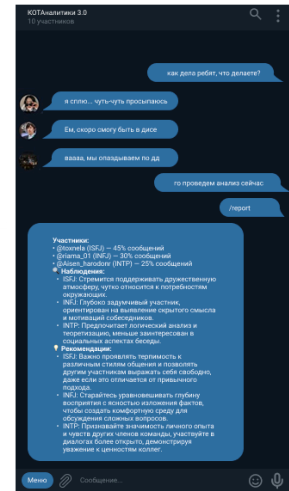 КОТАналитики 3.0
10 участников
как дела ребят, что делаете?
я сплю... чуть-чуть просыпаюсь
Ем, скоро смогу быть в дисе
ваааа, мы опаздываем по дд
го проведем анализ сейчас
/report
Участники:
• @toxnela (ISFJ) — 45% сообщений
• @riama_01 (INFJ) — 30% сообщений
• @Aisen_harodonr (INTP) — 25% сообщений
Наблюдения:
◦ ISFJ: Стремится поддерживать дружественную
атмосферу, чутко относится к потребностям
окружающих.
◦ INFJ: Глубоко задумчивый участник,
ориентирован на выявление скрытого смысла
и мотиваций собеседников.
◦ INTP: Предпочитает логический анализ и
теоретизацию, меньше заинтересован в
социальных аспектах беседы.
💡 Рекомендации:
◦ ISFJ: Важно проявлять терпимость к
различным стилям общения и позволять
другим участникам выражать себя свободно,
даже если это отличается от привычного
подхода.
◦ INFJ: Старайтесь уравновешивать глубину
восприятия с ясностью изложения фактов,
чтобы создать комфортную среду для
обсуждения сложных вопросов.
◦ INTP: Признавайте значимость личного опыта
и чувств других членов команды, участвуйте в
диалогах более открыто, демонстрируя
уважение к ценностям коллег.
Меню Сообщение...